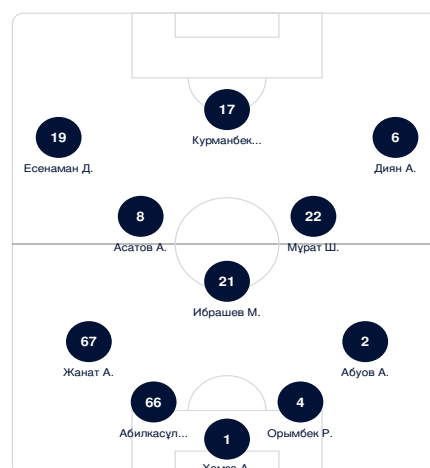 17
Курманбек...
19
6
Есенаман Д.
Диян А.
8
22
Асатов А.
Мұрат Ш.
21
Ибрашев М.
67
2
Жанат А.
Абуов А.
66
4
Абилкасұл...
Орымбек Р.
1